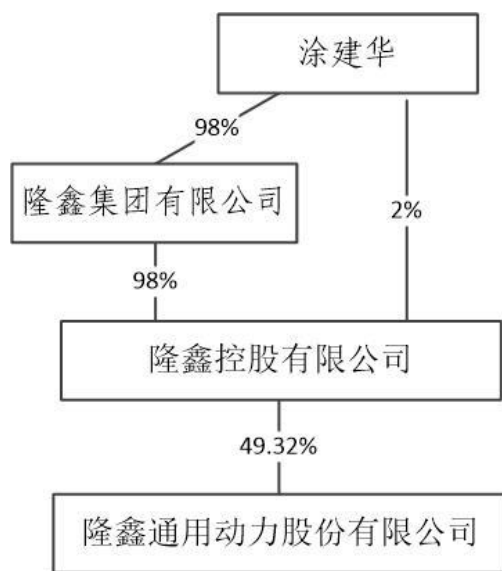 涂建华
98%
隆鑫集团有限公司
2%
98%
隆鑫控股有限公司
49.32%
隆鑫通用动力股份有限公司